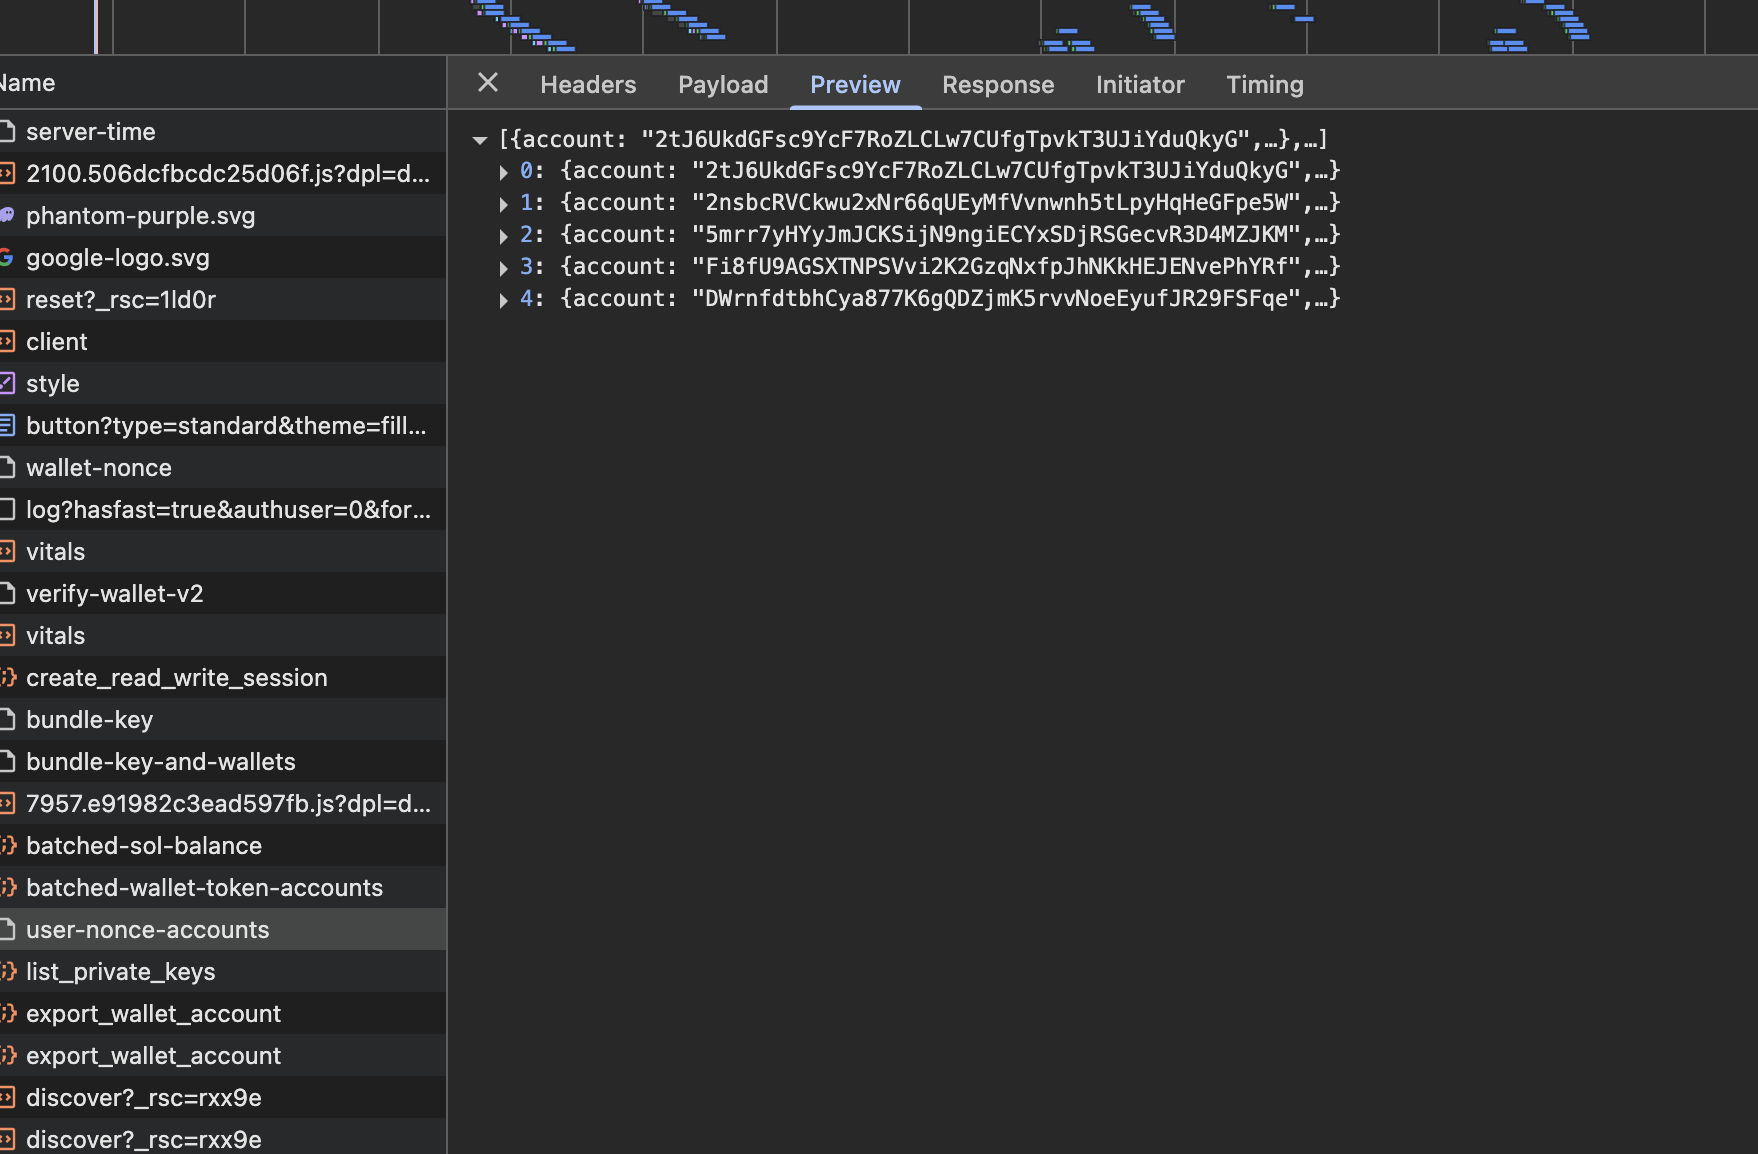 Name
Headers Payload Preview Response Initiator Timing
server-time
2100.506dcfbcdc25d06f.js?dpl=d...
phantom-purple.svg
google-logo.svg
reset?_rsc=1ld0r
client
style
button?type=standard&theme=fill...
wallet-nonce
log?hasfast=true&authuser=0&for...
vitals
verify-wallet-v2
vitals
create_read_write_session
bundle-key
bundle-key-and-wallets
7957.e91982c3ead597fb.js?dpl=d...
batched-sol-balance
batched-wallet-token-accounts
user-nonce-accounts
list_private_keys
export_wallet_account
export_wallet_account
discover?_rsc=rxx9e
discover?_rsc=rxx9e
[{account: "2tJ6UkdGFsc9YcF7RoZLCLw7CUfgTpvkT3UJiYduQkyG",…},…]
0: {account: "2tJ6UkdGFsc9YcF7RoZLCLw7CUfgTpvkT3UJiYduQkyG",…}
1: {account: "2nsbcRVCkwu2xNr66qUEyMfVvnwnh5tLpyHqHeGFpe5W",…}
2: {account: "5mrr7yHYyJmJCKSijN9ngiECYxSDjRSGecvR3D4MZJKM",…}
3: {account: "Fi8fU9AGSXTNPSVvi2K2GzqNxfpJhNKkHEJENvePhYRf",…}
4: {account: "DWrnfdtbhCya877K6gQDZjmK5rvvNoeEyufJR29FSFqe",…}